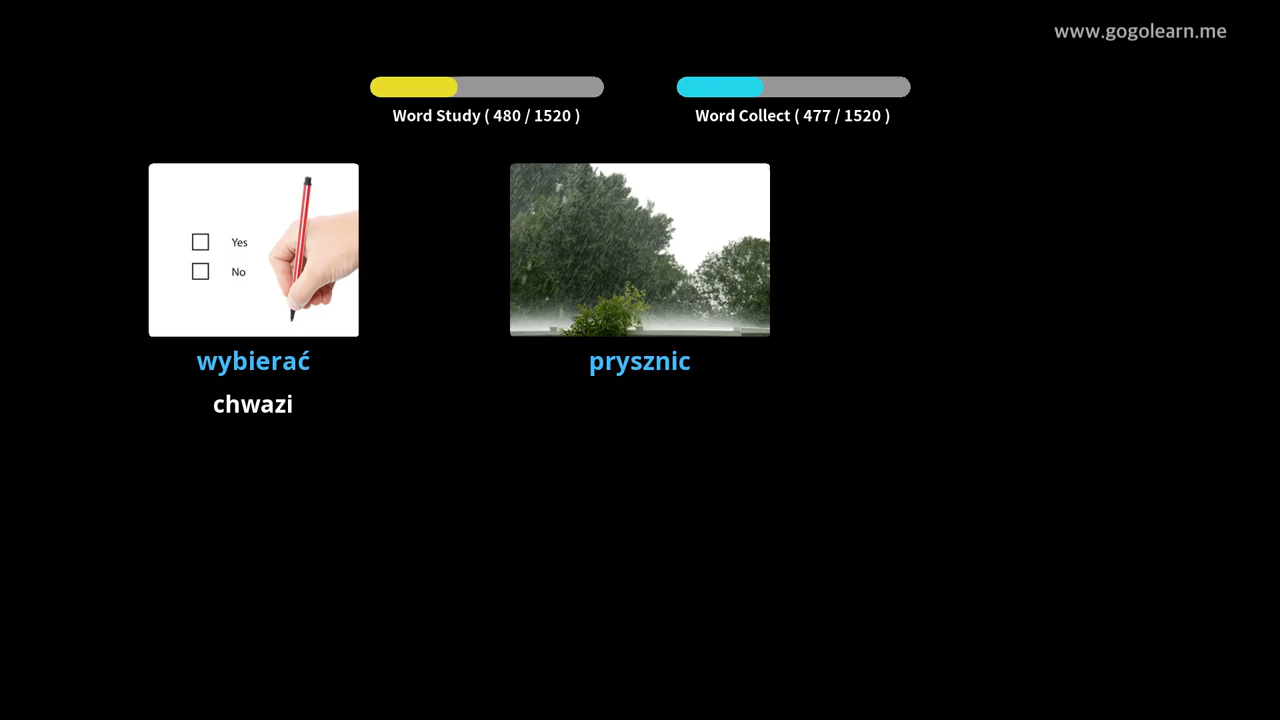 www.gogolearn.me
Word Study ( 480 / 1520 )
Word Collect ( 477 / 1520 )
Yes
No
wybierać
prysznic
chwazi